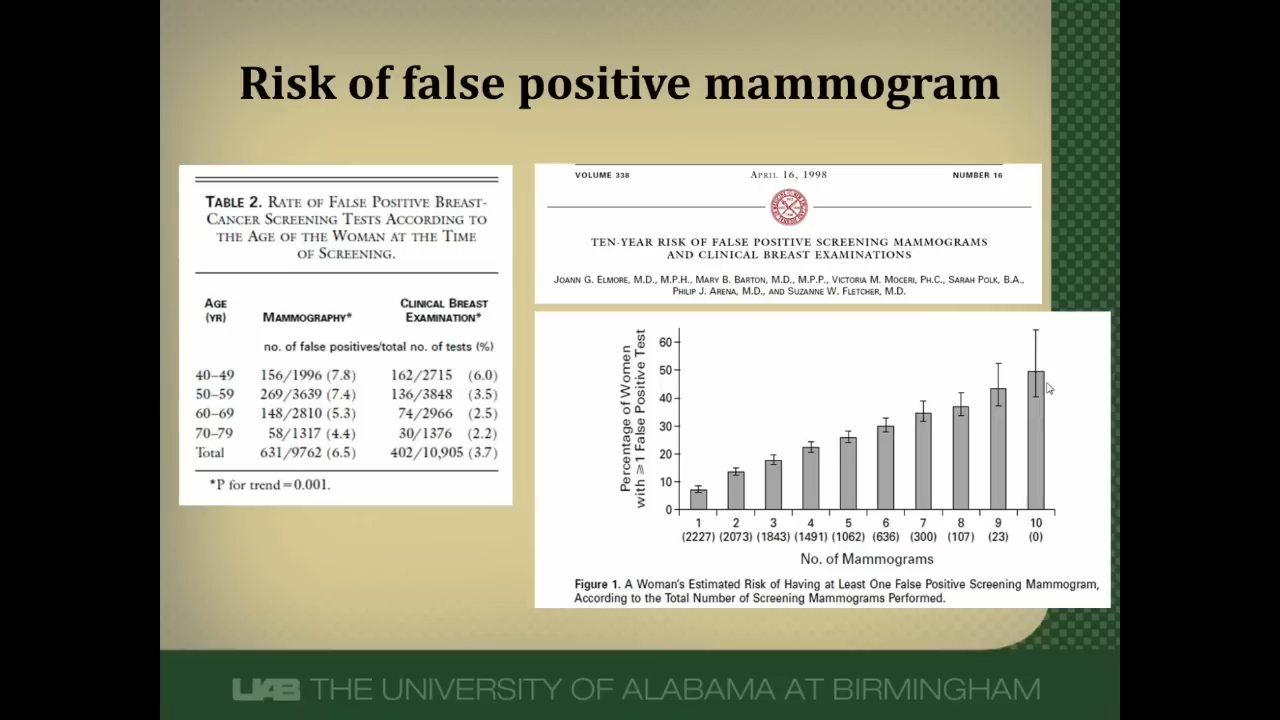 Risk of false positive mammogram
TABLE 2. RATE OF FALSE POSITIVE BREAST-
CANCER SCREENING TESTS ACCORDING TO
THE AGE OF THE WOMAN AT THE TIME
OF SCREENING.
AGE (YR) MAMMOGRAPHY* CLINICAL BREAST EXAMINATION*
no. of false positives/total no. of tests (%)
40–49 156/1996 (7.8) 162/2715 (6.0)
50–59 269/3639 (7.4) 136/3848 (3.5)
60–69 148/2810 (5.3) 74/2966 (2.5)
70–79 58/1317 (4.4) 30/1376 (2.2)
Total 631/9762 (6.5) 402/10,905 (3.7)
*P for trend=0.001.
VOLUME 338 APRIL 16, 1998 NUMBER 16
TEN-YEAR RISK OF FALSE POSITIVE SCREENING MAMMOGRAMS
AND CLINICAL BREAST EXAMINATIONS
JOANN G. ELMORE, M.D., M.P.H., MARY B. BARTON, M.D., M.P.P., VICTORIA M. MOCERI, PH.C., SARAH POLK, B.A.,
PHILIP J. ARENA, M.D., AND SUZANNE W. FLETCHER, M.D.
Percentage of Women
with ≥1 False Positive Test
60
50
40
30
20
10
0
1 2 3 4 5 6 7 8 9 10
(2227) (2073) (1843) (1491) (1062) (636) (300) (107) (23) (0)
No. of Mammograms
Figure 1. A Woman's Estimated Risk of Having at Least One False Positive Screening Mammogram,
According to the Total Number of Screening Mammograms Performed.
UAB THE UNIVERSITY OF ALABAMA AT BIRMINGHAM